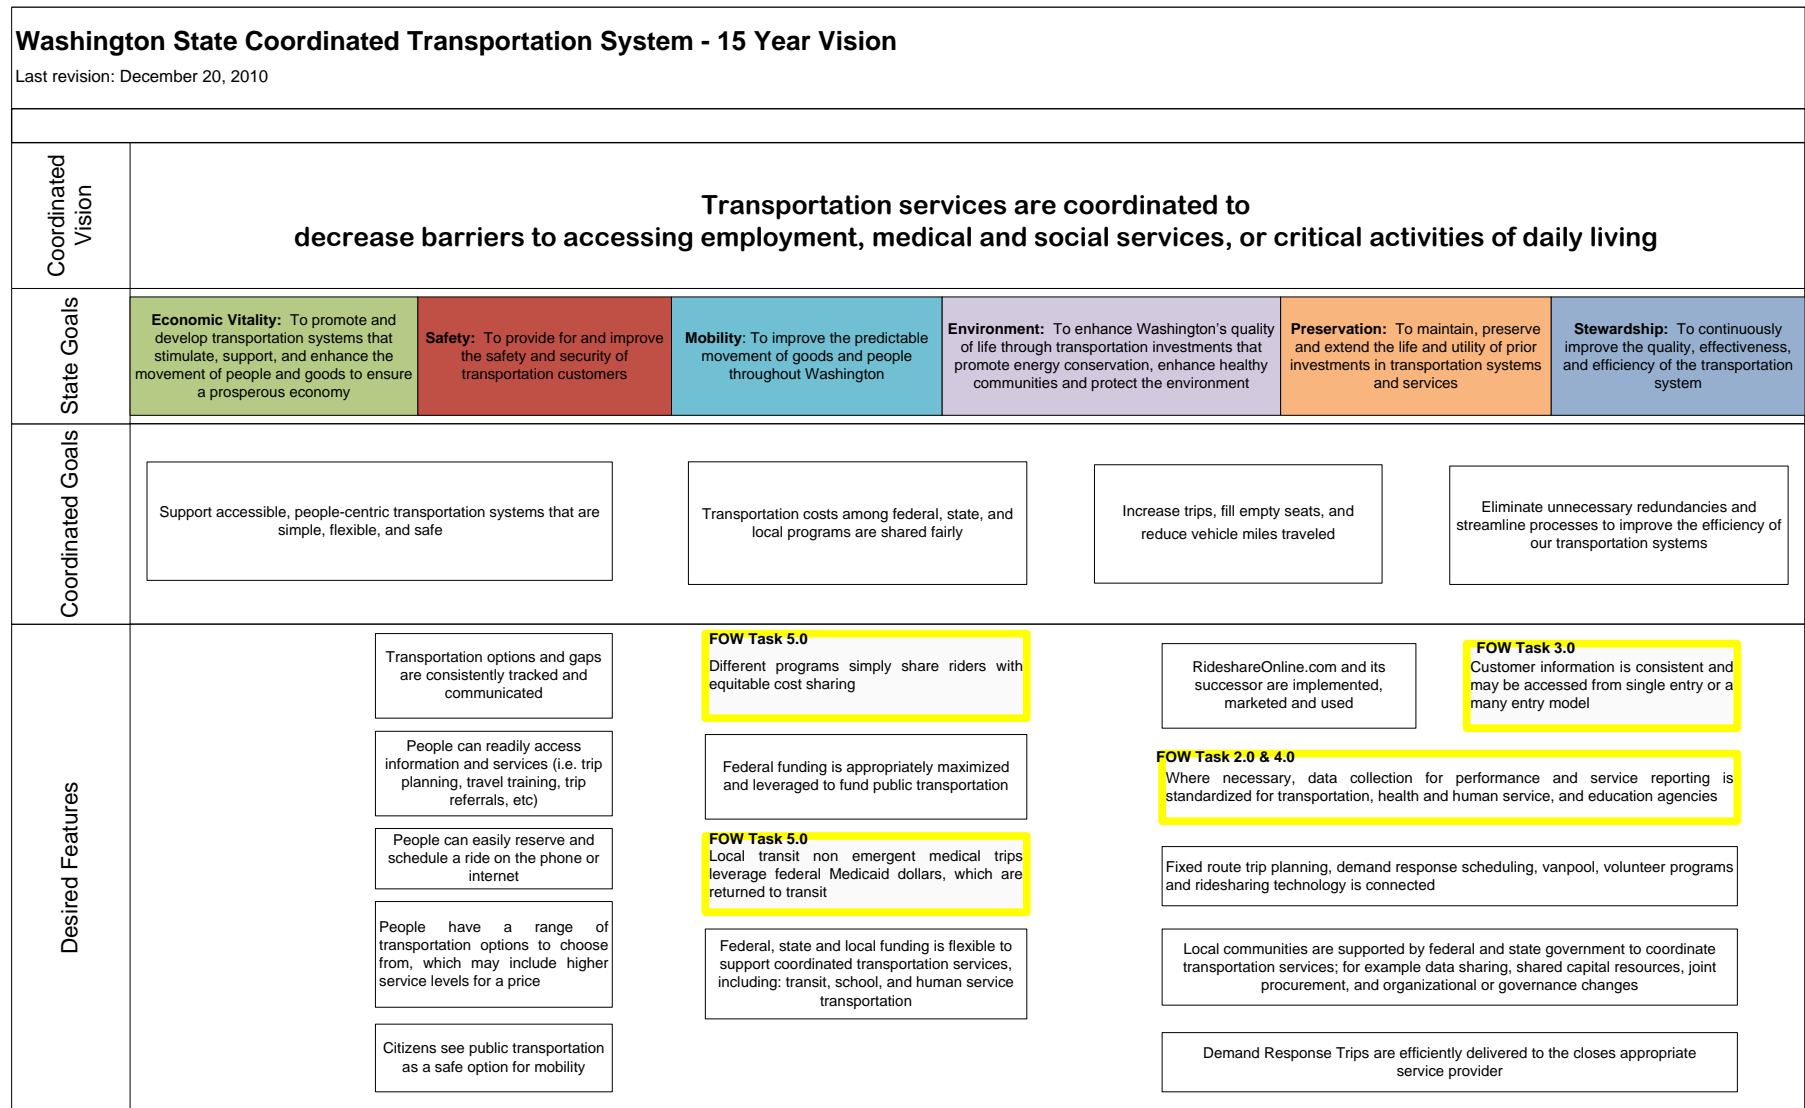 Washington State Coordinated Transportation System - 15 Year Vision
Last revision: December 20, 2010
Coordinated
Vision
Transportation services are coordinated to
decrease barriers to accessing employment, medical and social services, or critical activities of daily living
State Goals
Economic Vitality: To promote and
develop transportation systems that
stimulate, support, and enhance the
movement of people and goods to ensure
a prosperous economy
Safety: To provide for and improve
the safety and security of
transportation customers
Mobility: To improve the predictable
movement of goods and people
throughout Washington
Environment: To enhance Washington's quality
of life through transportation investments that
promote energy conservation, enhance healthy
communities and protect the environment
Preservation: To maintain, preserve
and extend the life and utility of prior
investments in transportation systems
and services
Stewardship: To continuously
improve the quality, effectiveness,
and efficiency of the transportation
system
Coordinated Goals
Support accessible, people-centric transportation systems that are
simple, flexible, and safe
Transportation costs among federal, state, and
local programs are shared fairly
Increase trips, fill empty seats, and
reduce vehicle miles traveled
Eliminate unnecessary redundancies and
streamline processes to improve the efficiency of
our transportation systems
Desired Features
Transportation options and gaps
are consistently tracked and
communicated
People can readily access
information and services (i.e. trip
planning, travel training, trip
referrals, etc)
People can easily reserve and
schedule a ride on the phone or
internet
People have a range of
transportation options to choose
from, which may include higher
service levels for a price
Citizens see public transportation
as a safe option for mobility
FOW Task 5.0
Different programs simply share riders with
equitable cost sharing
Federal funding is appropriately maximized
and leveraged to fund public transportation
FOW Task 5.0
Local transit non emergent medical trips
leverage federal Medicaid dollars, which are
returned to transit
Federal, state and local funding is flexible to
support coordinated transportation services,
including: transit, school, and human service
transportation
RideshareOnline.com and its
successor are implemented,
marketed and used
FOW Task 3.0
Customer information is consistent and
may be accessed from single entry or a
many entry model
FOW Task 2.0 & 4.0
Where necessary, data collection for performance and service reporting is
standardized for transportation, health and human service, and education agencies
Fixed route trip planning, demand response scheduling, vanpool, volunteer programs
and ridesharing technology is connected
Local communities are supported by federal and state government to coordinate
transportation services; for example data sharing, shared capital resources, joint
procurement, and organizational or governance changes
Demand Response Trips are efficiently delivered to the closes appropriate
service provider